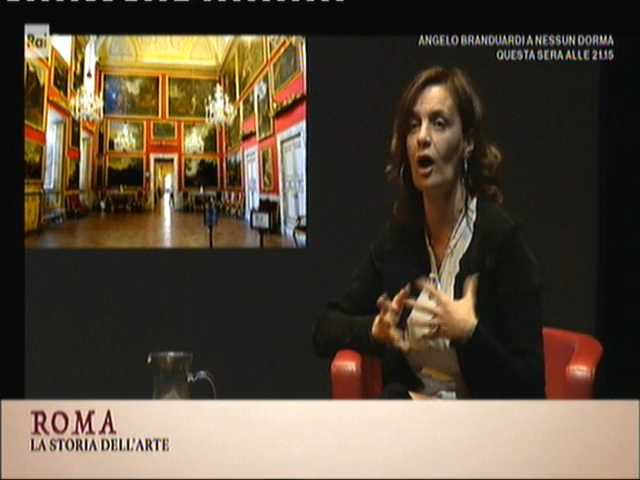 Rai
ANGELO BRANDUARDI A NESSUN DORMA
QUESTA SERA ALLE 21.15
ROMA
LA STORIA DELL'ARTE